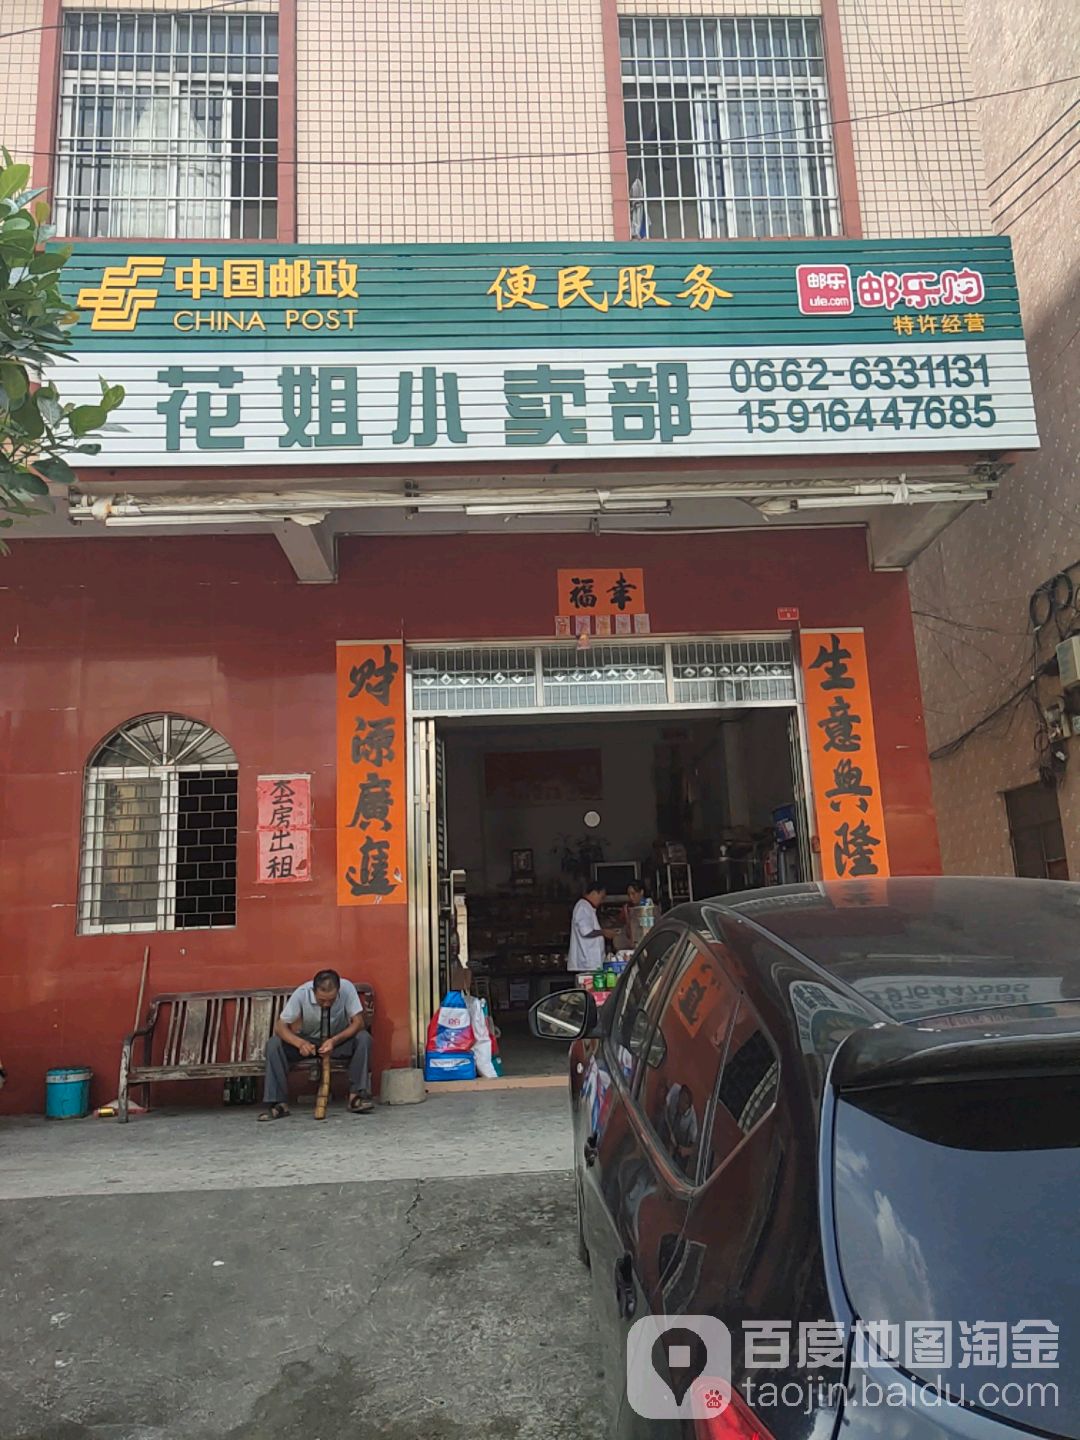 中国邮政
CHINA POST
便民服务
邮乐
ule.com
邮乐购
特许经营
花姐小卖部
0662-6331131
15916447685
福幸
财源廣進
生意興隆
房出租
百度地图淘金
taojin.baidu.com
du